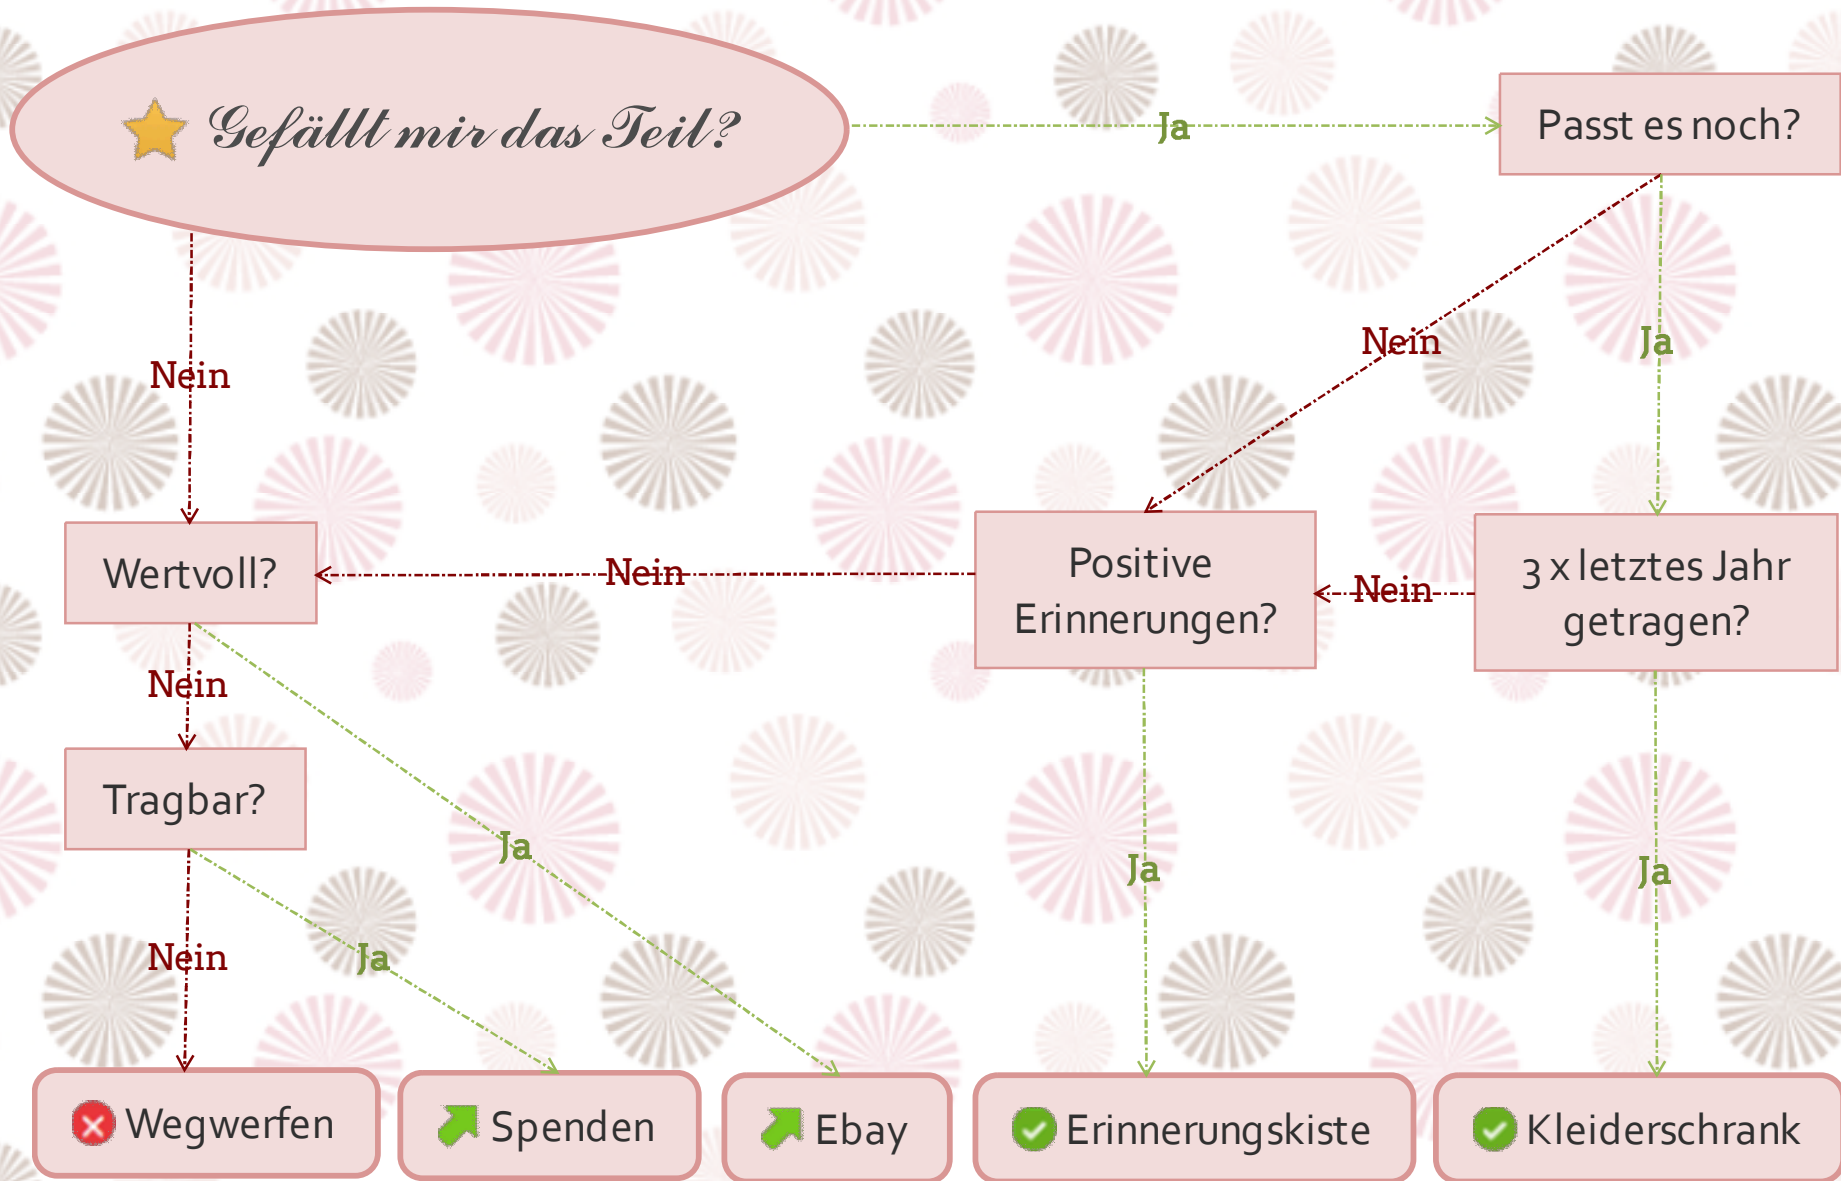 Gefällt mir das Teil?
Ja
Passt es noch?
Nein
Nein
Ja
Wertvoll?
Nein
Positive
Erinnerungen?
Nein
3 x letztes Jahr
getragen?
Nein
Tragbar?
Ja
Ja
Ja
Nein
Ja
Wegwerfen
Spenden
Ebay
Erinnerungskiste
Kleiderschrank